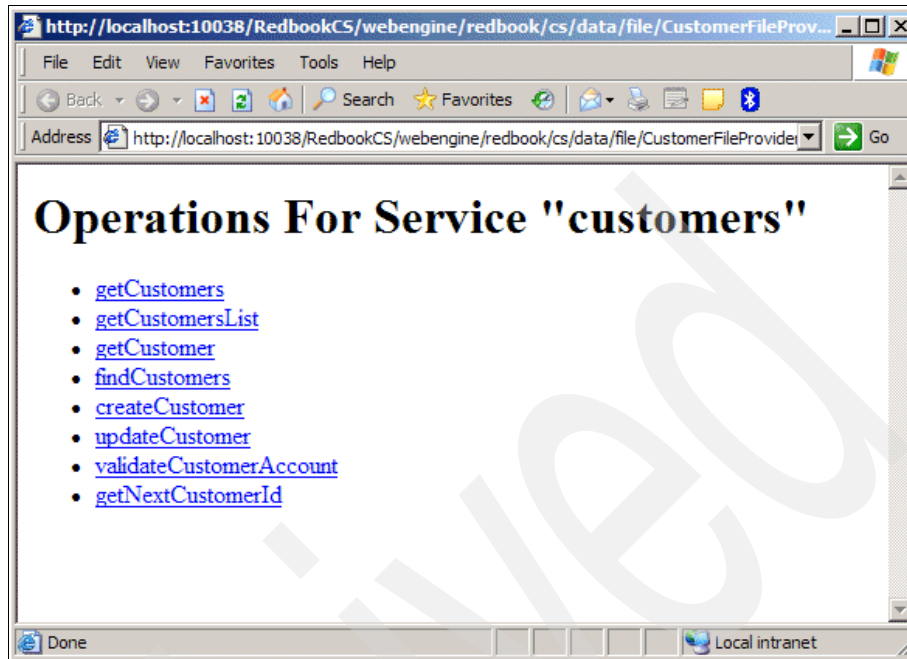 http://localhost:10038/RedbookCS/webengine/redbook/cs/data/file/CustomerFileProv...
File Edit View Favorites Tools Help
Back Search Favorites
Address http://localhost:10038/RedbookCS/webengine/redbook/cs/data/file/CustomerFileProvider Go
Operations For Service "customers"
getCustomers
getCustomersList
getCustomer
findCustomers
createCustomer
updateCustomer
validateCustomerAccount
getNextCustomerId
ived
Done Local intranet